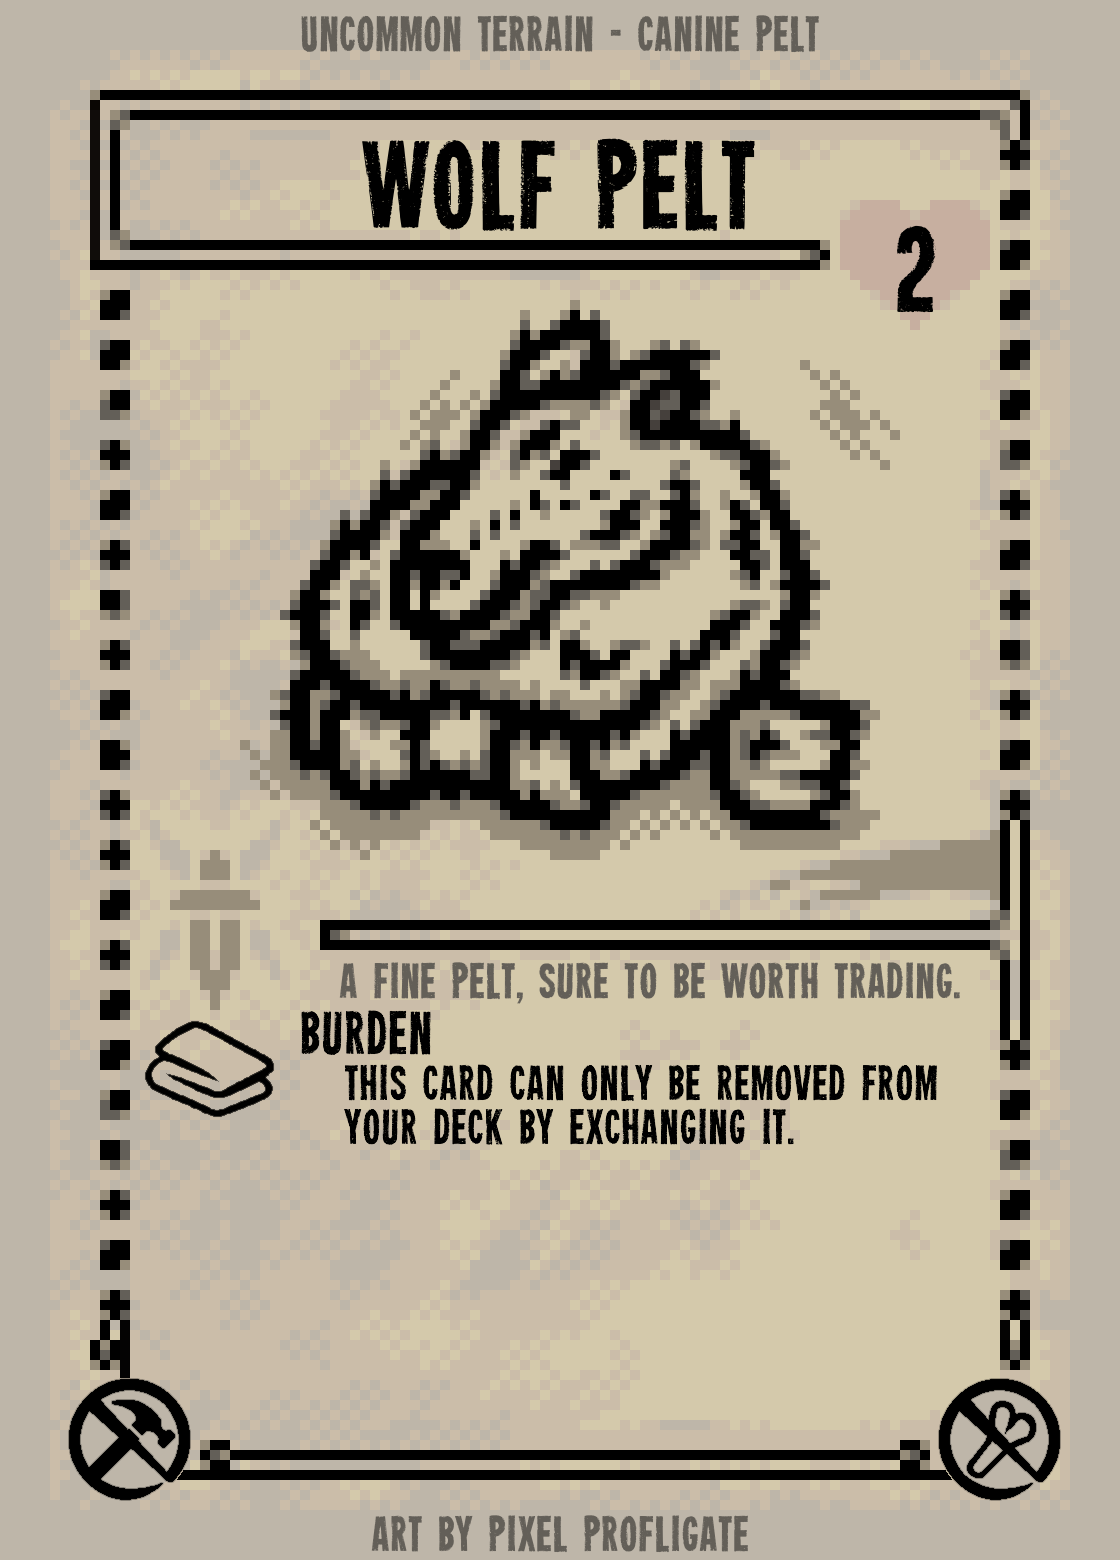 UNCOMMON TERRAIN - CANINE PELT
WOLF PELT
2
A FINE PELT, SURE TO BE WORTH TRADING.
BURDEN
THIS CARD CAN ONLY BE REMOVED FROM
YOUR DECK BY EXCHANGING IT.
ART BY PIXEL PROFLIGATE